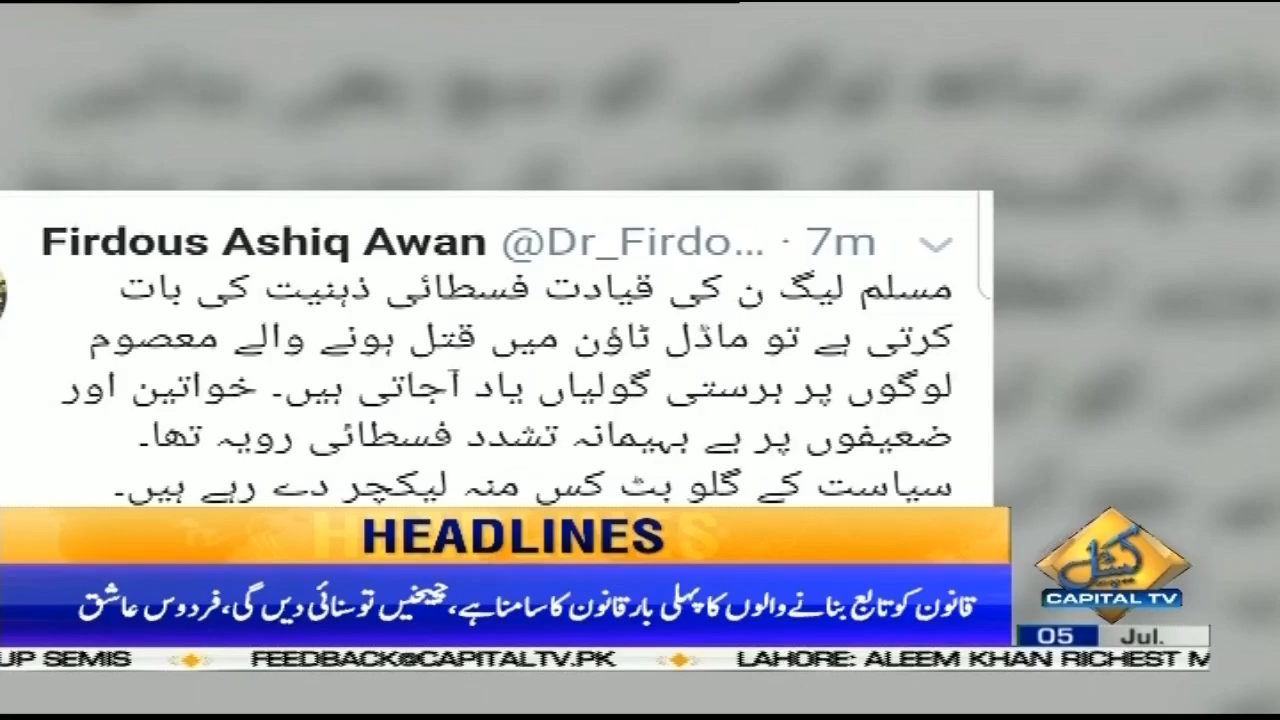 Firdous Ashiq Awan @Dr_Firdo... · 7m
مسلم لیگ ن کی قیادت فسطائی ذہنیت کی بات
کرتی ہے تو ماڈل ٹاؤن میں قتل ہونے والے معصوم
لوگوں پر برستی گولیاں یاد آجاتی ہیں۔ خواتین اور
ضعیفوں پر بے بہیمانہ تشدد فسطائی رویہ تھا۔
سیاست کے گلو بٹ کس منہ لیکچر دے رہے ہیں۔
HEADLINES
قانون کو تابع بنانے والوں کا پہلی بار قانون کا سامنا ہے، چیخیں تو سنائی دیں گی، فردوس عاشق
کیپیٹل
CAPITAL TV
05 Jul.
UP SEMIS FEEDBACK@CAPITALTV.PK LAHORE: ALEEM KHAN RICHEST M